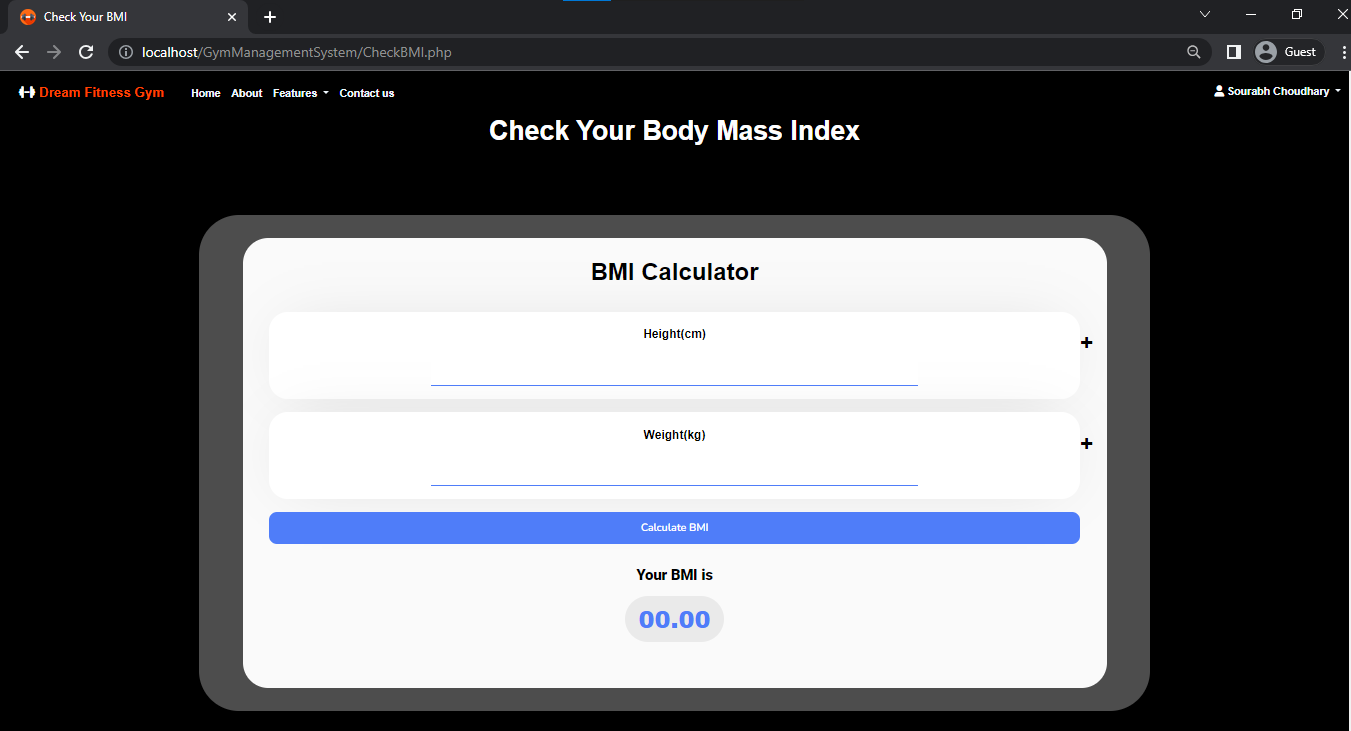 Check Your BMI
localhost/GymManagementSystem/CheckBMI.php
Guest
Dream Fitness Gym Home About Features Contact us Sourabh Choudhary
Check Your Body Mass Index
BMI Calculator
Height(cm)
+
Weight(kg)
+
Calculate BMI
Your BMI is
00.00